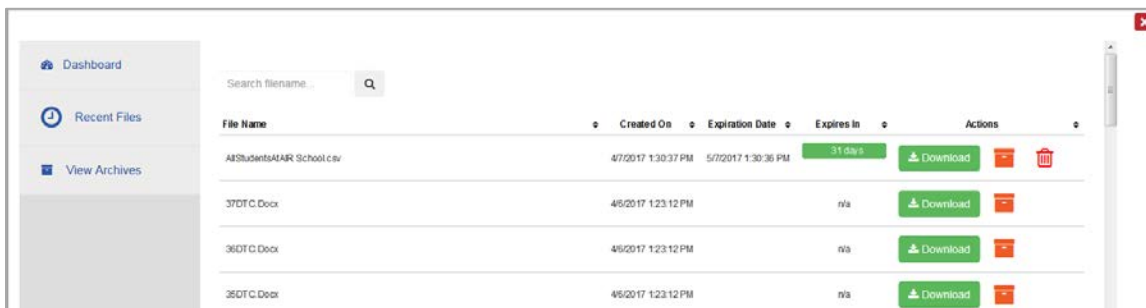 Dashboard
Search filename...
Recent Files
File Name Created On Expiration Date Expires In Actions
AllStudentsAtAIR School.csv 4/7/2017 1:30:37 PM 5/7/2017 1:30:36 PM 31 days Download
View Archives
37DTC.Docx 4/6/2017 1:23:12 PM n/a Download
36DTC.Docx 4/6/2017 1:23:12 PM n/a Download
35DTC.Docx 4/6/2017 1:23:12 PM n/a Download